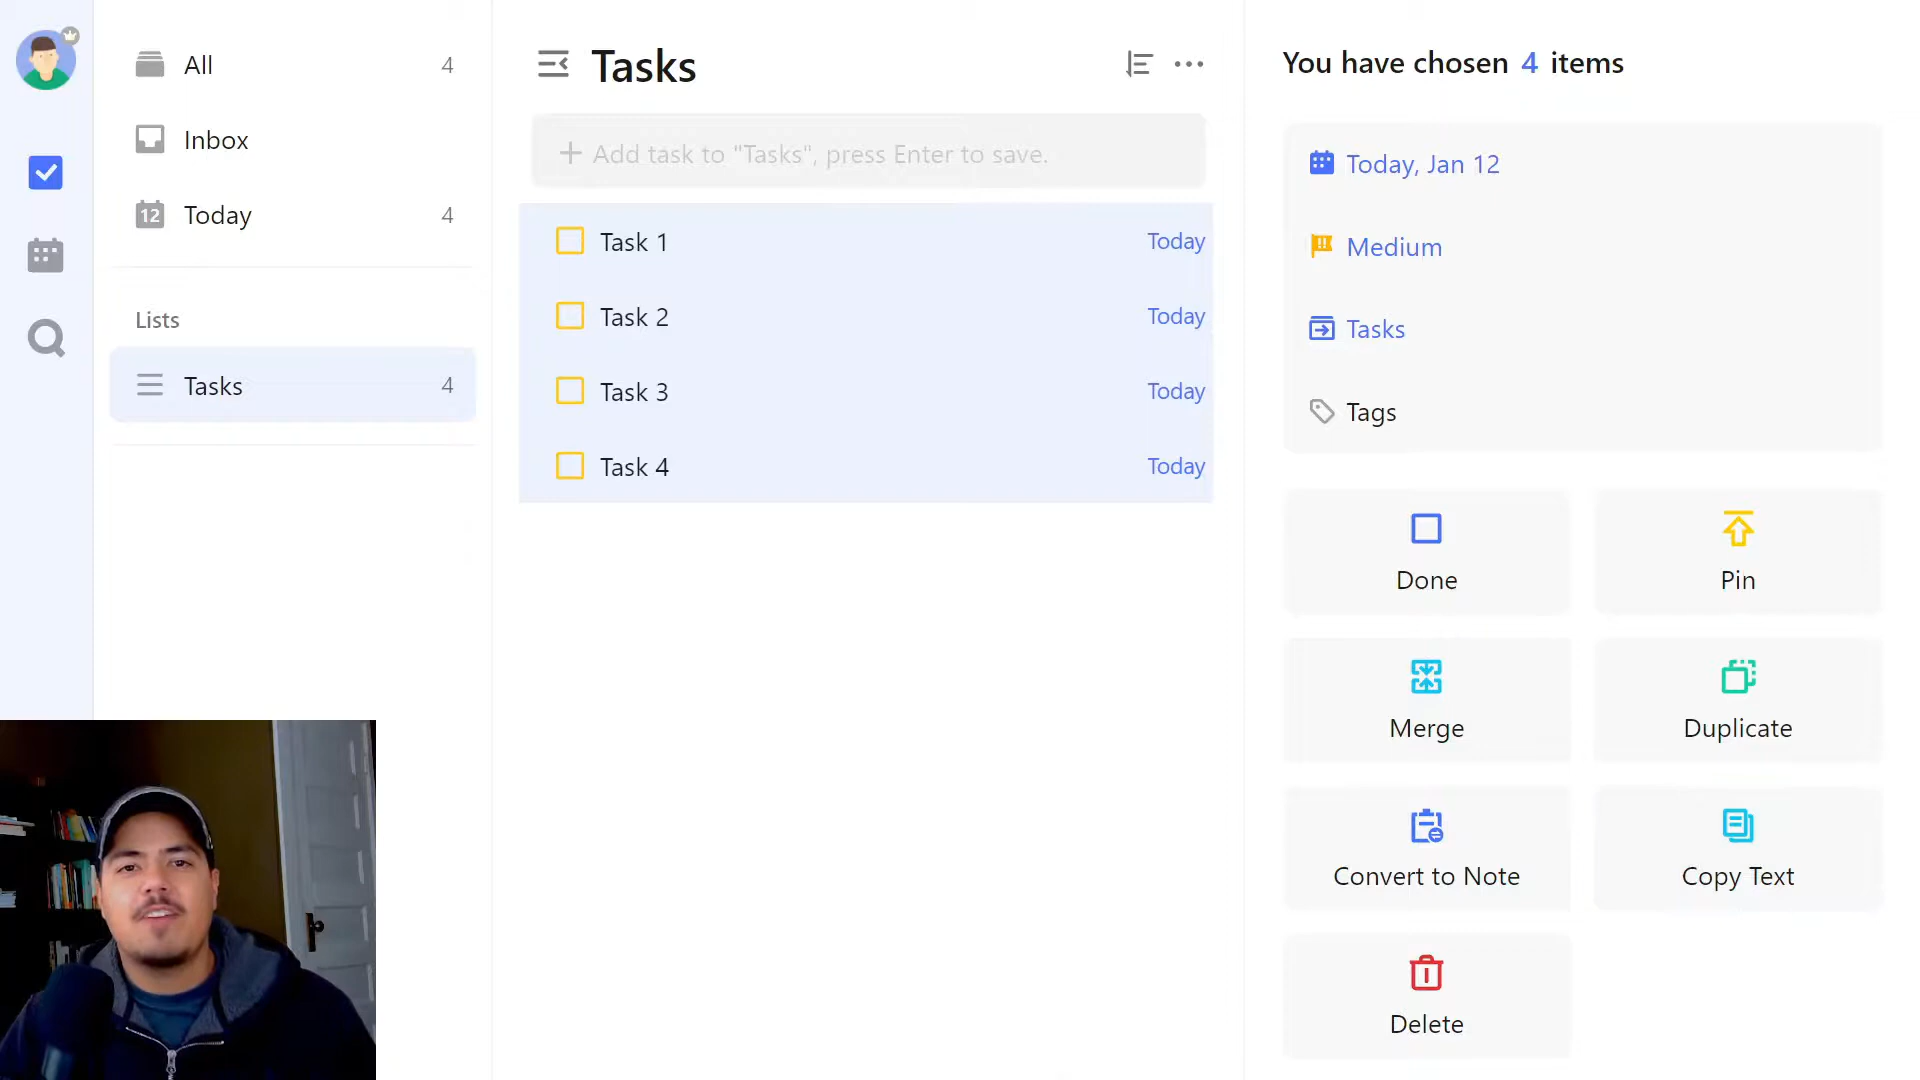 All 4
Inbox
12 Today 4
Lists
Tasks 4
Tasks
+ Add task to "Tasks", press Enter to save.
Task 1 Today
Task 2 Today
Task 3 Today
Task 4 Today
You have chosen 4 items
Today, Jan 12
Medium
Tasks
Tags
Done
Pin
Merge
Duplicate
Convert to Note
Copy Text
Delete